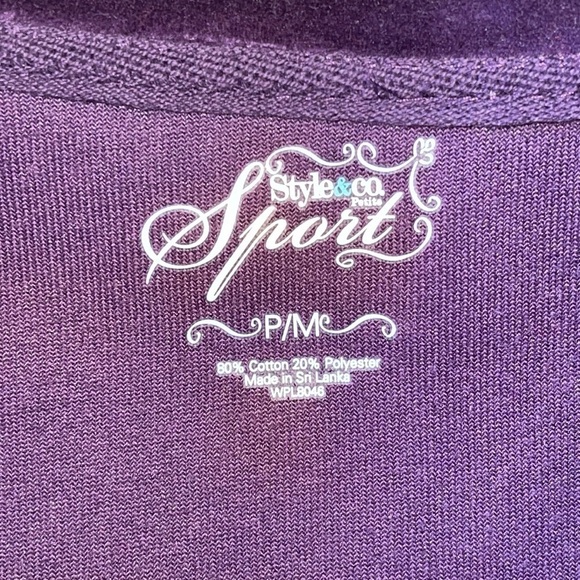 Style&co.
Petite
Sport
P/M
80% Cotton 20% Polyester
Made in Sri Lanka
WPL8046